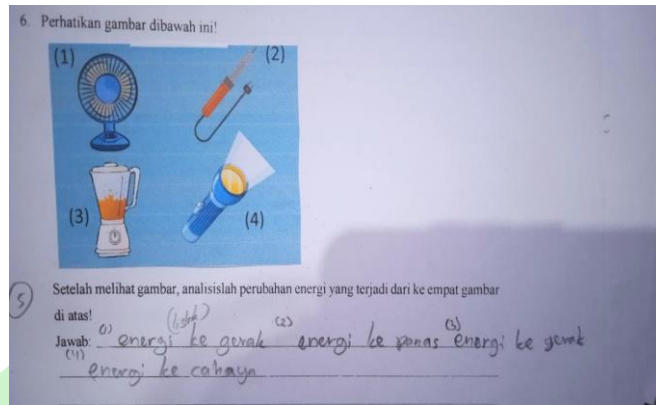 6. Perhatikan gambar dibawah ini!
(1) (2)
(3) (4)
Setelah melihat gambar, analisislah perubahan energi yang terjadi dari ke empat gambar
5 di atas!
(listrik)
Jawab: (1) energi ke gerak (2) energi ke panas (3) energi ke gerak
(4) energi ke cahaya